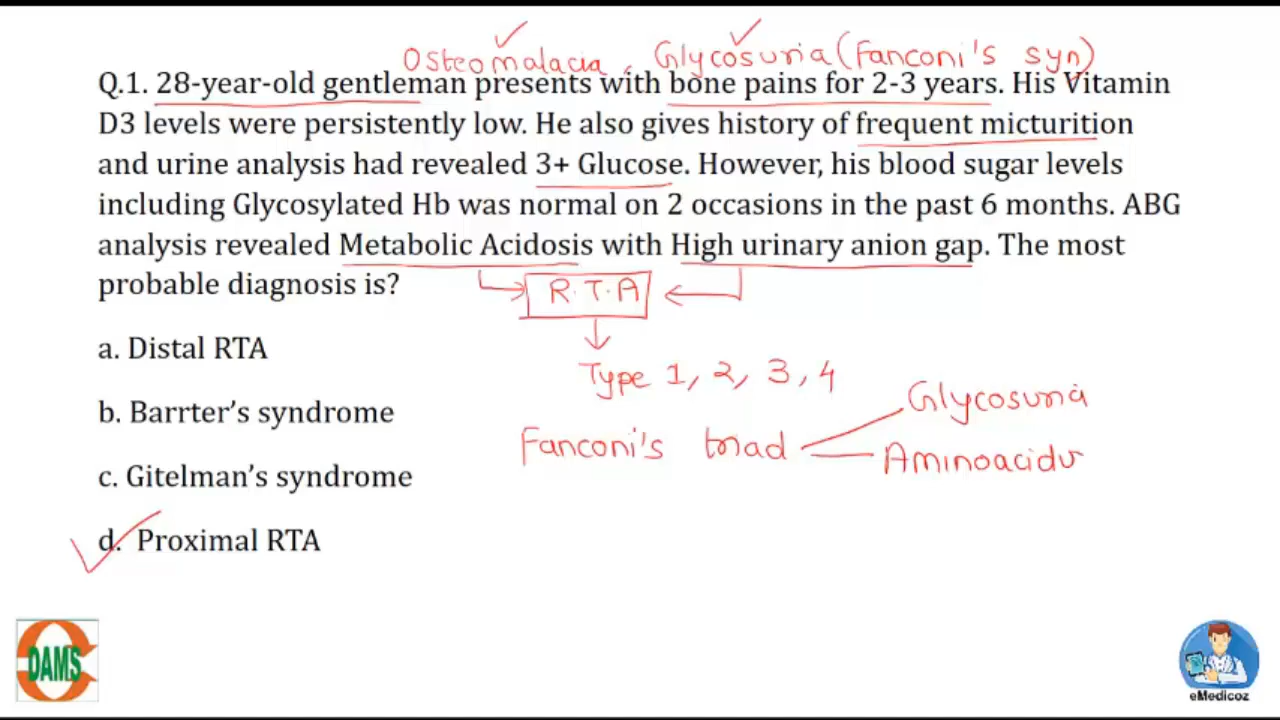 Osteomalacia, Glycosuria (Fanconi's syn)
Q.1. 28-year-old gentleman presents with bone pains for 2-3 years. His Vitamin
D3 levels were persistently low. He also gives history of frequent micturition
and urine analysis had revealed 3+ Glucose. However, his blood sugar levels
including Glycosylated Hb was normal on 2 occasions in the past 6 months. ABG
analysis revealed Metabolic Acidosis with High urinary anion gap. The most
probable diagnosis is?
R.T.A
a. Distal RTA
Type 1, 2, 3, 4
Glycosuria
b. Barrter's syndrome
Fanconi's triad
Aminoacidu
c. Gitelman's syndrome
d. Proximal RTA
DAMS
eMedicoz